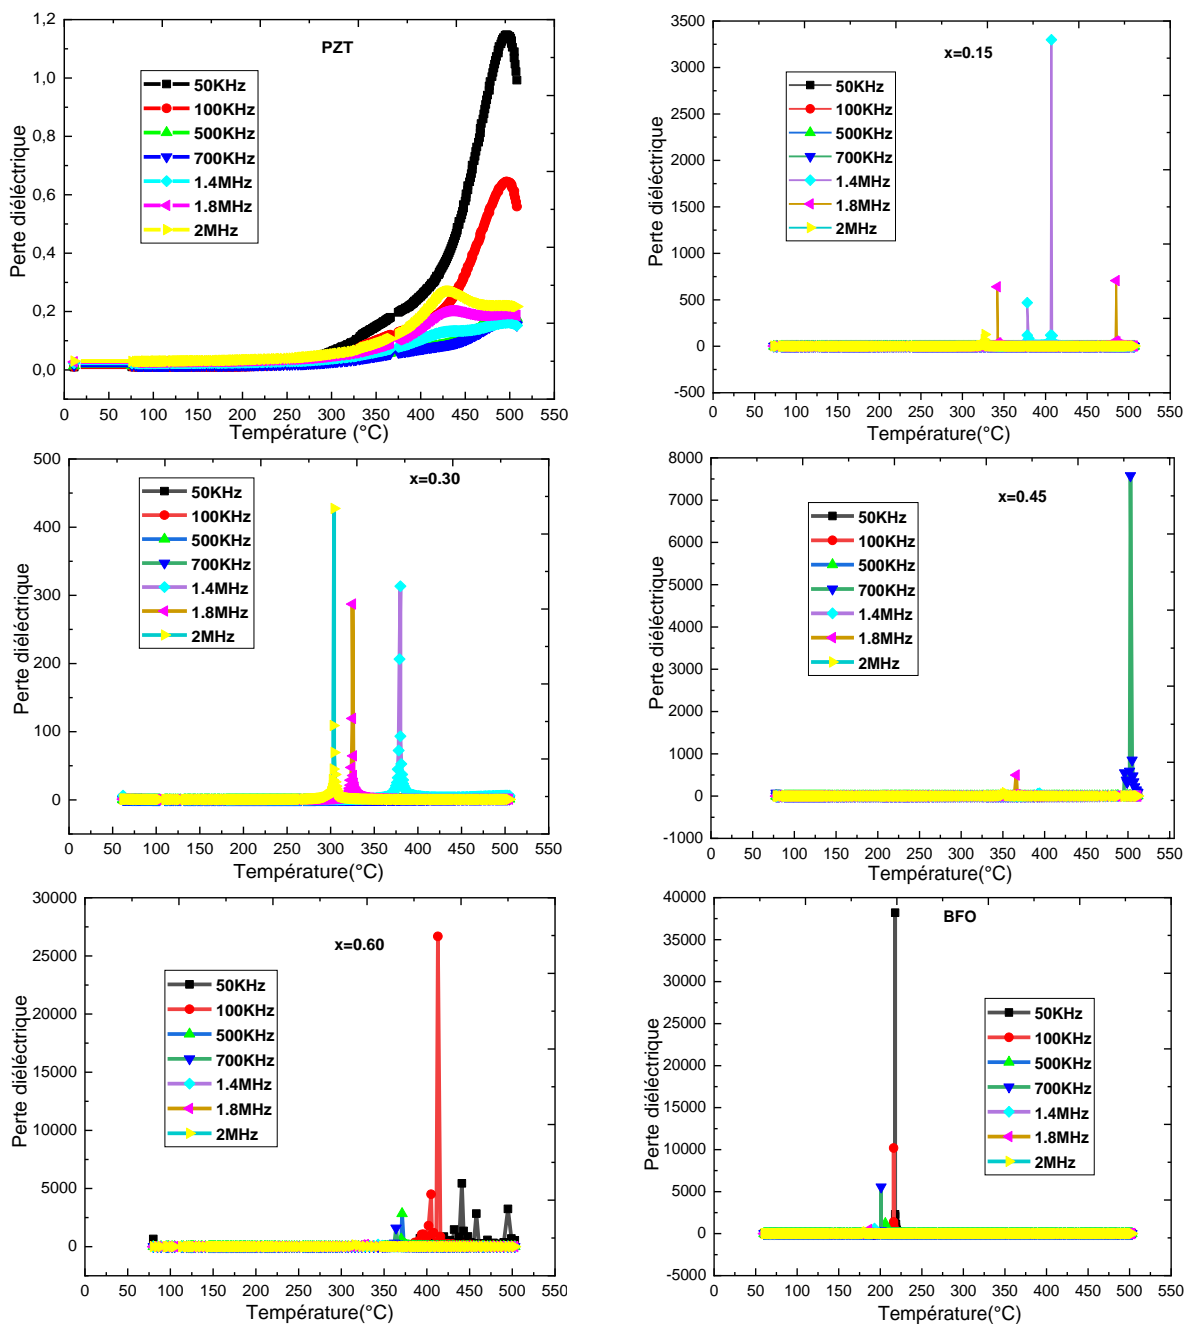 PZT
1,2
1,0
0,8
0,6
0,4
0,2
0,0
Perte diéléctrique
50KHz
100KHz
500KHz
700KHz
1.4MHz
1.8MHz
2MHz
0 50 100 150 200 250 300 350 400 450 500 550
Température (°C)
x=0.15
3500
3000
2500
2000
1500
1000
500
0
-500
Perte diéléctrique
50KHz
100KHz
500KHz
700KHz
1.4MHz
1.8MHz
2MHz
0 50 100 150 200 250 300 350 400 450 500 550
Température(°C)
x=0.30
500
400
300
200
100
0
Perte diéléctrique
50KHz
100KHz
500KHz
700KHz
1.4MHz
1.8MHz
2MHz
0 50 100 150 200 250 300 350 400 450 500 550
Température(°C)
x=0.45
8000
7000
6000
5000
4000
3000
2000
1000
0
-1000
Perte diéléctrique
50KHz
100KHz
500KHz
700KHz
1.4MHz
1.8MHz
2MHz
0 50 100 150 200 250 300 350 400 450 500 550
Température(°C)
x=0.60
30000
25000
20000
15000
10000
5000
0
Perte diéléctrique
50KHz
100KHz
500KHz
700KHz
1.4MHz
1.8MHz
2MHz
0 50 100 150 200 250 300 350 400 450 500 550
Température(°C)
BFO
40000
35000
30000
25000
20000
15000
10000
5000
0
-5000
Perte diéléctrique
50KHz
100KHz
500KHz
700KHz
1.4MHz
1.8MHz
2MHz
0 50 100 150 200 250 300 350 400 450 500 550
Température(°C)